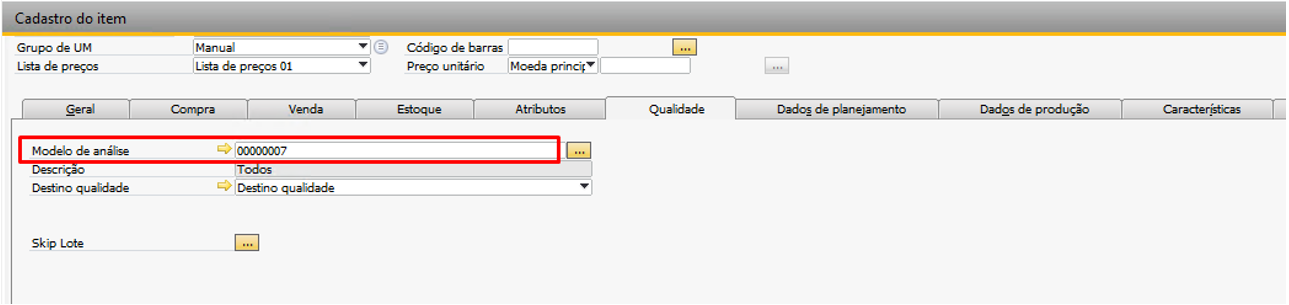 Cadastro do item
Grupo de UM Manual Código de barras ...
Lista de preços Lista de preços 01 Preço unitário Moeda princip ...
Geral Compra Venda Estoque Atributos Qualidade Dados de planejamento Dados de produção Características
Modelo de análise 00000007 ...
Descrição Todos
Destino qualidade Destino qualidade
Skip Lote ...